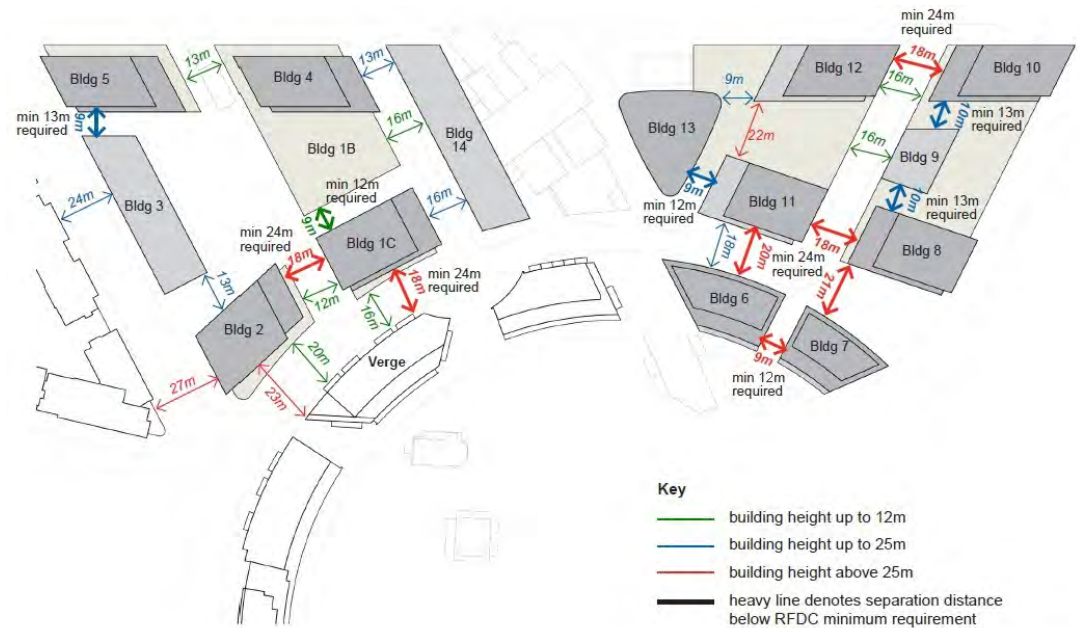 min 24m
required
13m
13m
18m
Bldg 5
Bldg 4
Bldg 12
Bldg 10
16m
9m
min 13m
required
9m
16m
Bldg 13
10m
min 13m
required
Bldg
14
22m
Bldg 1B
16m
Bldg 9
min 12m
required
9m
24m
Bldg 3
16m
min 12m
required
Bldg 11
10m
min 13m
required
9m
min 24m
required
Bldg 1C
18m
18m
20m
min 24m
required
18m
Bldg 8
13m
12m
min 24m
required
18m
16m
21m
Bldg 6
Bldg 2
20m
Verge
Bldg 7
9m
min 12m
required
27m
23m
Key
building height up to 12m
building height up to 25m
building height above 25m
heavy line denotes separation distance
below RFDC minimum requirement